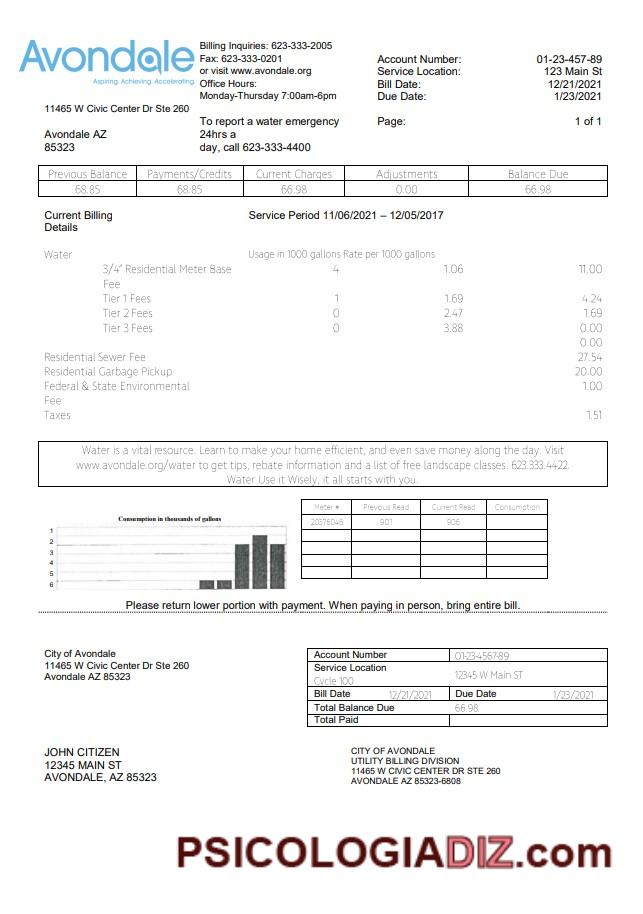 Avondale
Aspiring. Achieving. Accelerating.
11465 W Civic Center Dr Ste 260
Avondale AZ
85323
Billing Inquiries: 623-333-2005
Fax: 623-333-0201
or visit www.avondale.org
Office Hours:
Monday-Thursday 7:00am-6pm
To report a water emergency
24hrs a
day, call 623-333-4400
Account Number: 01-23-457-89
Service Location: 123 Main St
Bill Date: 12/21/2021
Due Date: 1/23/2021
Page: 1 of 1
Previous Balance Payments/Credits Current Charges Adjustments Balance Due
68.85 68.85 66.98 0.00 66.98
Current Billing
Details
Service Period 11/06/2021 – 12/05/2017
Water Usage in 1000 gallons Rate per 1000 gallons
3/4" Residential Meter Base 4 1.06 11.00
Fee
Tier 1 Fees 1 1.69 4.24
Tier 2 Fees 0 2.47 1.69
Tier 3 Fees 0 3.88 0.00
0.00
Residential Sewer Fee 27.54
Residential Garbage Pickup 20.00
Federal & State Environmental 1.00
Fee
Taxes 1.51
Water is a vital resource. Learn to make your home efficient, and even save money along the day. Visit
www.avondale.org/water to get tips, rebate information and a list of free landscape classes. 623.333.4422.
Water Use it Wisely, it all starts with you.
Consumption in thousands of gallons
1
2
3
4
5
6
Meter # Previous Read Current Read Consumption
20376046 901 906
Please return lower portion with payment. When paying in person, bring entire bill.
City of Avondale
11465 W Civic Center Dr Ste 260
Avondale AZ 85323
Account Number 01-23-4567-89
Service Location
Cycle 100 12345 W Main ST
Bill Date 12/21/2021 Due Date 1/23/2021
Total Balance Due 66.98
Total Paid
JOHN CITIZEN
12345 MAIN ST
AVONDALE, AZ 85323
CITY OF AVONDALE
UTILITY BILLING DIVISION
11465 W CIVIC CENTER DR STE 260
AVONDALE AZ 85323-6808
PSICOLOGIADIZ.com